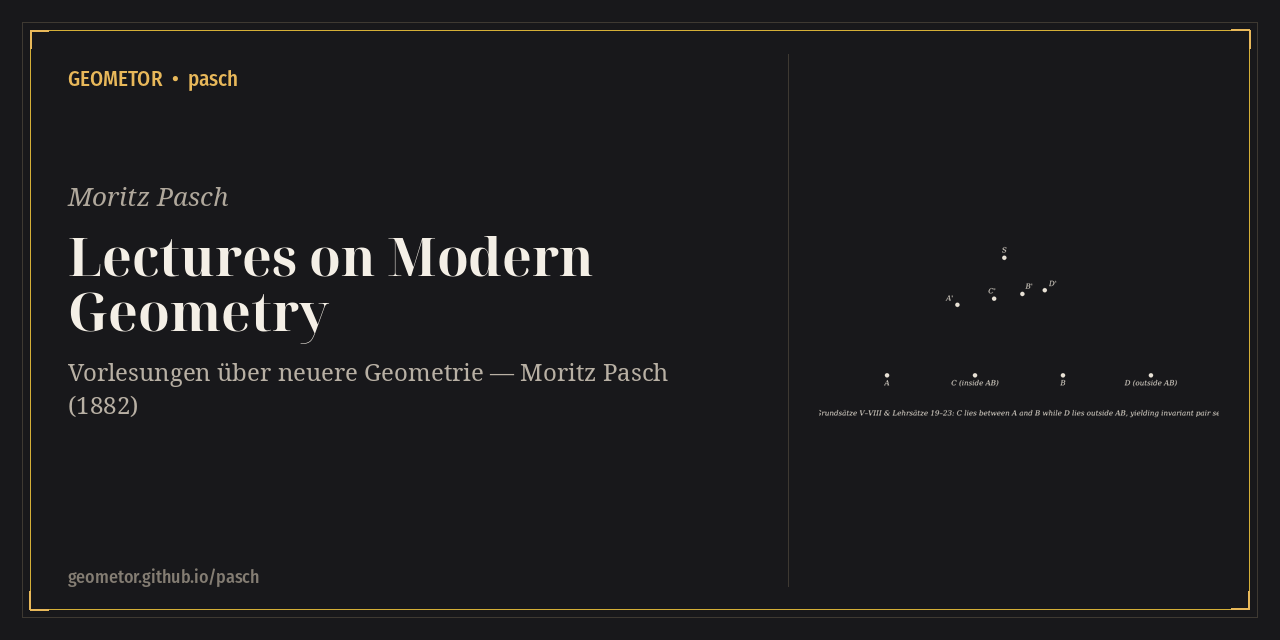 GEOMETOR • pasch
Moritz Pasch
Lectures on Modern
Geometry
Vorlesungen über neuere Geometrie — Moritz Pasch
(1882)
geometor.github.io/pasch
S
A' C' B' D'
A C (inside AB) B D (outside AB)
Grundsätze V–VIII & Lehrsätze 19–23: C lies between A and B while D lies outside AB, yielding invariant pair se